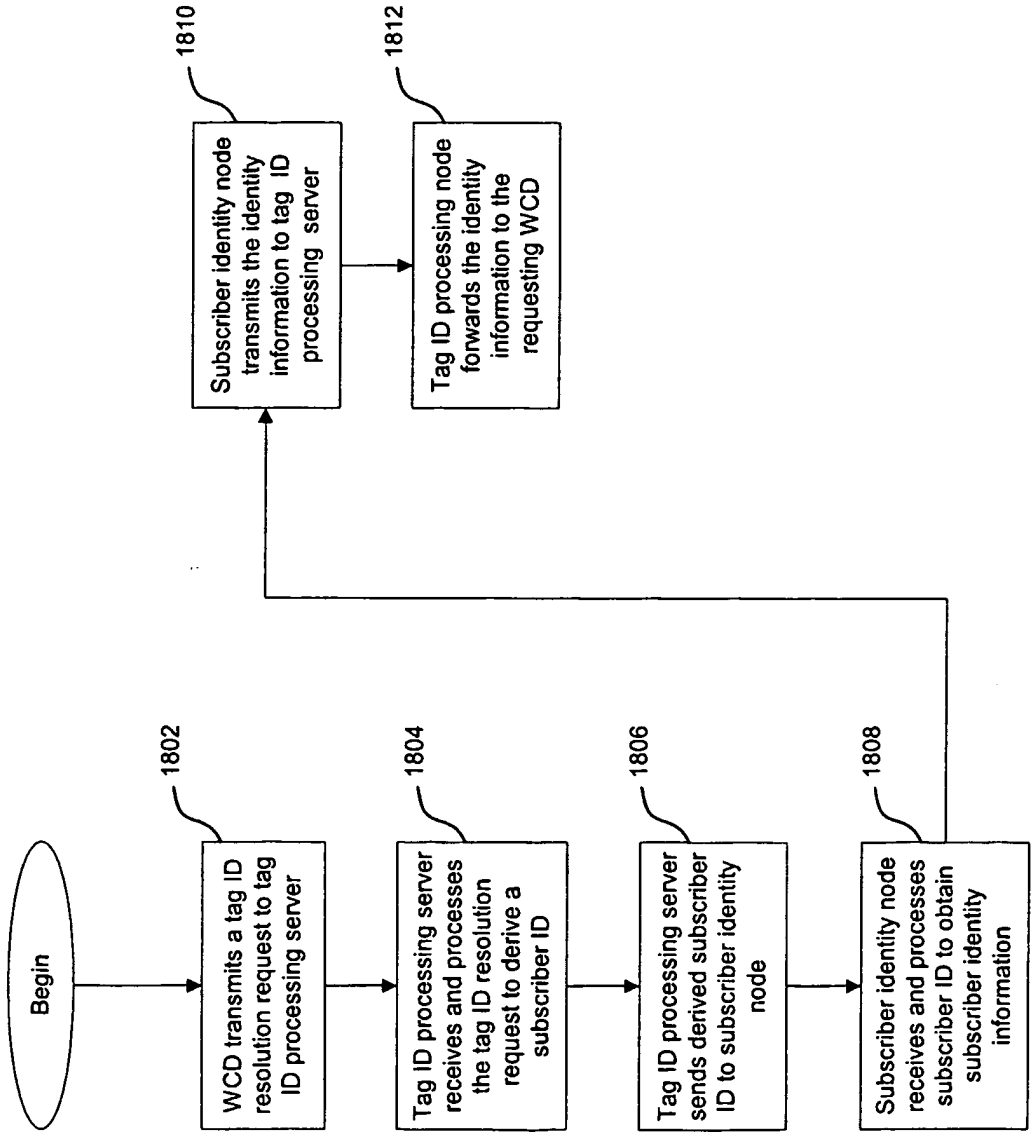 Begin
1802
WCD transmits a tag ID
resolution request to tag
ID processing server
1804
Tag ID processing server
receives and processes
the tag ID resolution
request to derive a
subscriber ID
1806
Tag ID processing server
sends derived subscriber
ID to subscriber identity
node
1808
Subscriber identity node
receives and processes
subscriber ID to obtain
subscriber identity
information
1810
Subscriber identity node
transmits the identity
information to tag ID
processing server
1812
Tag ID processing node
forwards the identity
information to the
requesting WCD